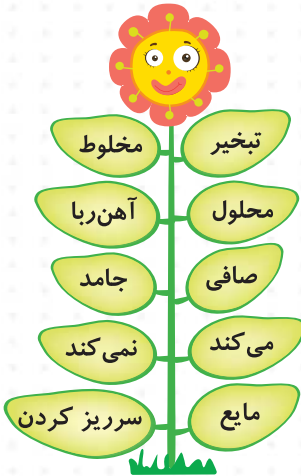 تبخیر
مخلوط
محلول
آهن‌ربا
صافی
جامد
می‌کند
نمی‌کند
مایع
سرریز کردن